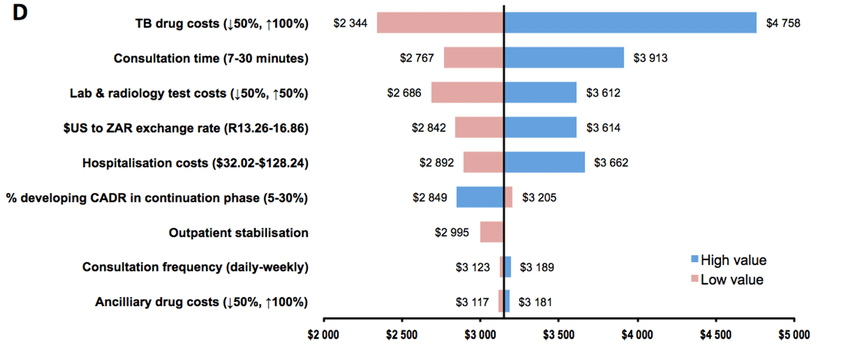 D
TB drug costs (↓50%, ↑100%) $2 344 $4 758
Consultation time (7-30 minutes) $2 767 $3 913
Lab & radiology test costs (↓50%, ↑50%) $2 686 $3 612
$US to ZAR exchange rate (R13.26-16.86) $2 842 $3 614
Hospitalisation costs ($32.02-$128.24) $2 892 $3 662
% developing CADR in continuation phase (5-30%) $2 849 $3 205
Outpatient stabilisation $2 995
Consultation frequency (daily-weekly) $3 123 $3 189
Ancilliary drug costs (↓50%, ↑100%) $3 117 $3 181
High value
Low value
$2 000 $2 500 $3 000 $3 500 $4 000 $4 500 $5 000